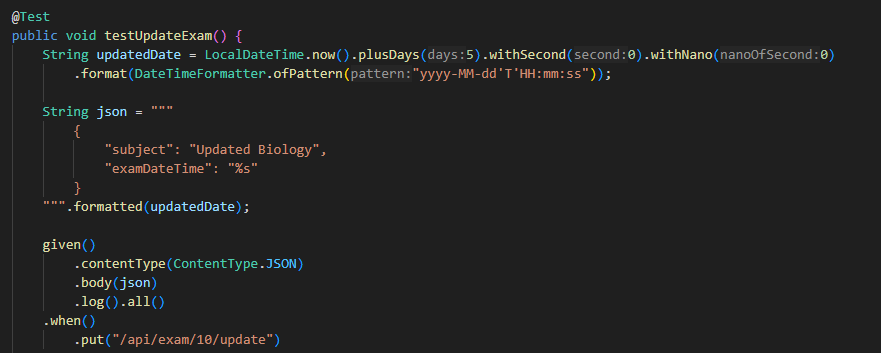 @Test
public void testUpdateExam() {
    String updatedDate = LocalDateTime.now().plusDays(days:5).withSecond(second:0).withNano(nanoOfSecond:0)
        .format(DateTimeFormatter.ofPattern(pattern:"yyyy-MM-dd'T'HH:mm:ss"));

    String json = """
        {
            "subject": "Updated Biology",
            "examDateTime": "%s"
        }
    """.formatted(updatedDate);

    given()
        .contentType(ContentType.JSON)
        .body(json)
        .log().all()
    .when()
        .put("/api/exam/10/update")